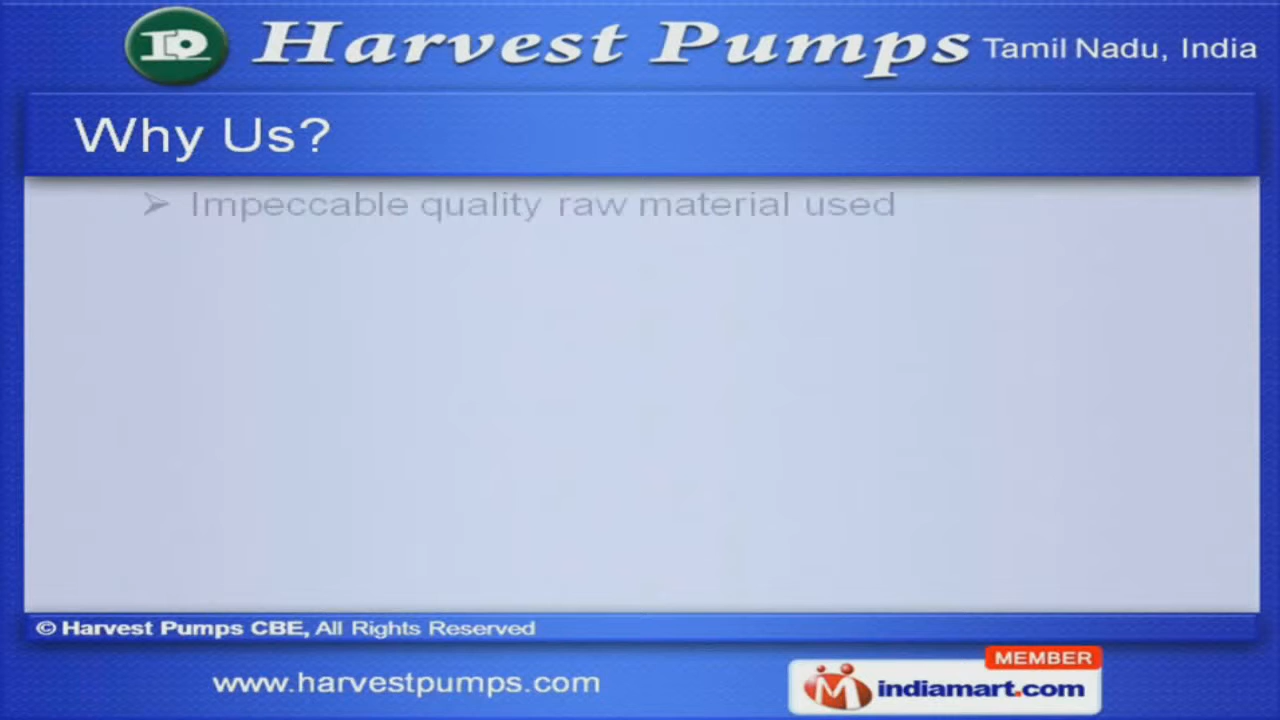 Harvest Pumps Tamil Nadu, India
Why Us?
➢ Impeccable quality raw material used
© Harvest Pumps CBE, All Rights Reserved
MEMBER
www.harvestpumps.com
indiamart.com